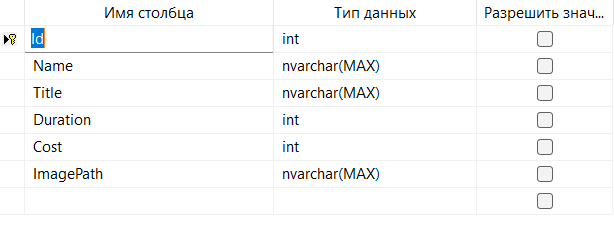 Имя столбца Тип данных Разрешить знач...
Id int
Name nvarchar(MAX)
Title nvarchar(MAX)
Duration int
Cost int
ImagePath nvarchar(MAX)